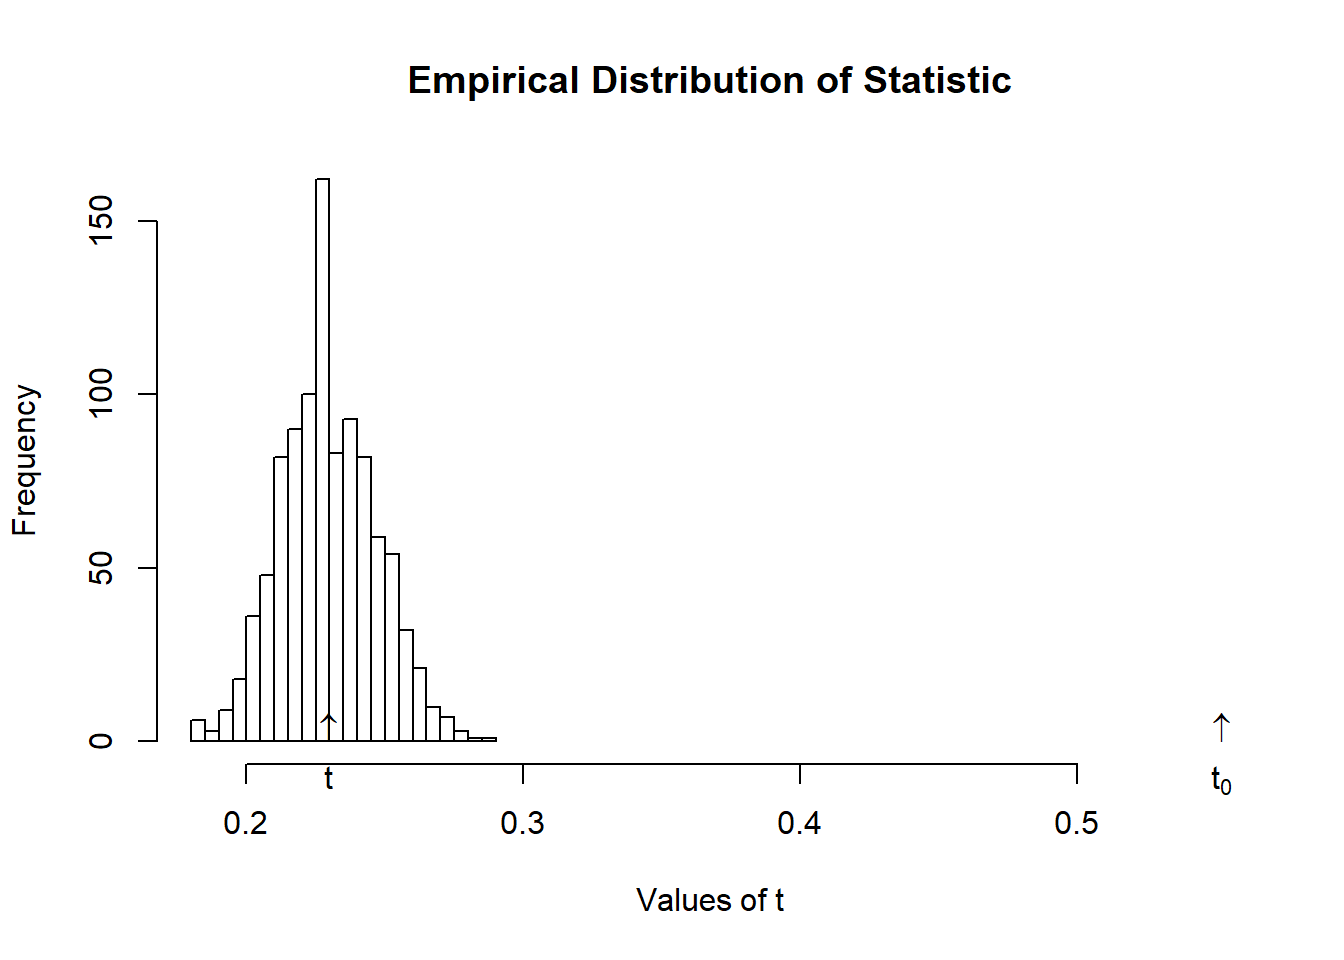 Empirical Distribution of Statistic
Frequency
150
100
50
0
t
t₀
0.2 0.3 0.4 0.5
Values of t